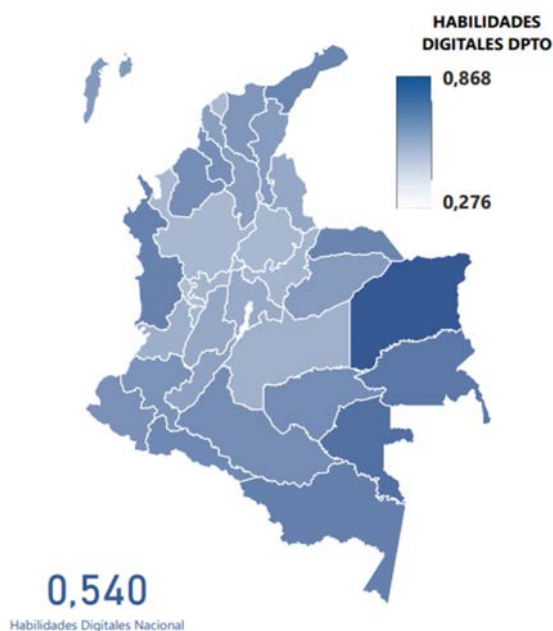 HABILIDADES
DIGITALES DPTO
0,868
0,276
0,540
Habilidades Digitales Nacional